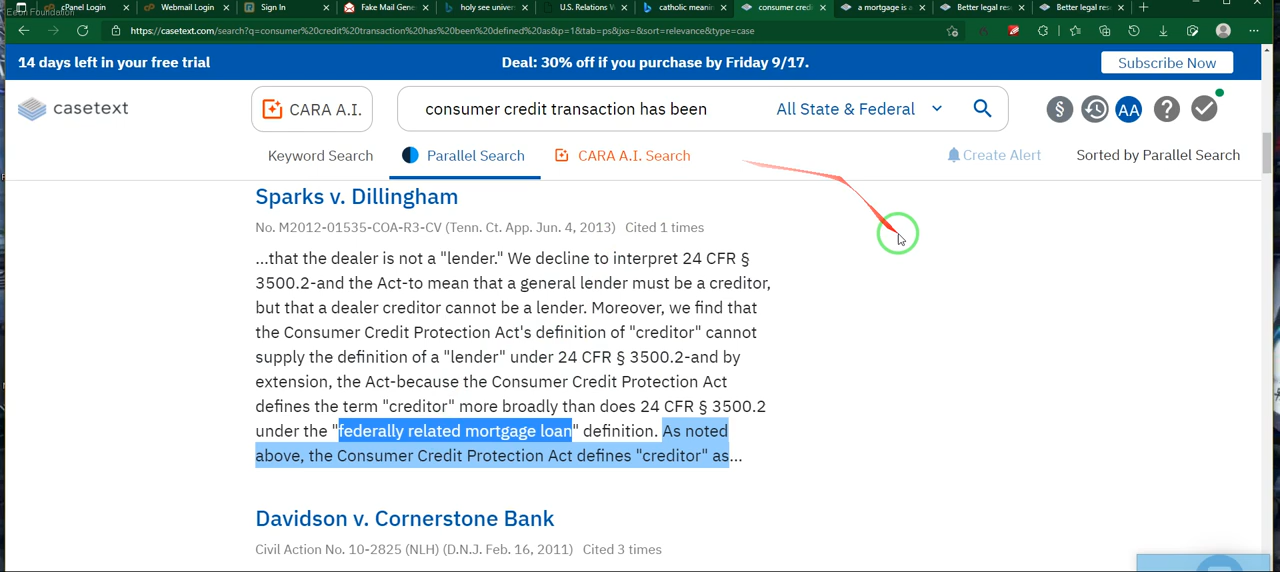 Eeon Foundation
cPanel Login
Webmail Login
Sign In
Fake Mail Gene
holy see univer
U.S. Relations W
catholic meanin
consumer credi
a mortgage is a
Better legal rese
Better legal rese
https://casetext.com/search?q=consumer%20credit%20transaction%20has%20been%20defined%20as&p=1&tab=ps&jxs=&sort=relevance&type=case
14 days left in your free trial
Deal: 30% off if you purchase by Friday 9/17.
Subscribe Now
casetext
CARA A.I.
consumer credit transaction has been
All State & Federal
§
AA
?
Keyword Search
Parallel Search
CARA A.I. Search
Create Alert
Sorted by Parallel Search
Sparks v. Dillingham
No. M2012-01535-COA-R3-CV (Tenn. Ct. App. Jun. 4, 2013) Cited 1 times
...that the dealer is not a "lender." We decline to interpret 24 CFR §
3500.2-and the Act-to mean that a general lender must be a creditor,
but that a dealer creditor cannot be a lender. Moreover, we find that
the Consumer Credit Protection Act's definition of "creditor" cannot
supply the definition of a "lender" under 24 CFR § 3500.2-and by
extension, the Act-because the Consumer Credit Protection Act
defines the term "creditor" more broadly than does 24 CFR § 3500.2
under the "federally related mortgage loan" definition. As noted
above, the Consumer Credit Protection Act defines "creditor" as...
Davidson v. Cornerstone Bank
Civil Action No. 10-2825 (NLH) (D.N.J. Feb. 16, 2011) Cited 3 times